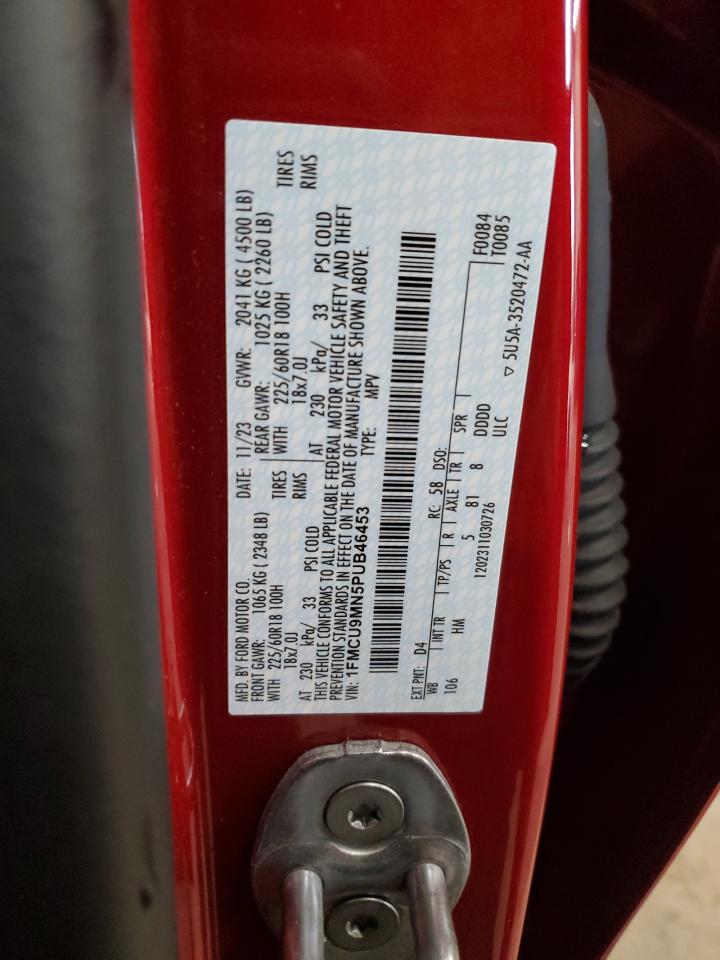 MFD. BY FORD MOTOR CO.
DATE: 11/23 GVWR: 2041 KG ( 4500 LB)
FRONT GAWR: 1065 KG (2348 LB) REAR GAWR: 1025 KG ( 2260 LB)
WITH 225/60R18 100H TIRES WITH 225/60R18 100H TIRES
18x7.0J RIMS 18x7.0J RIMS
AT 230 kPa/ 33 PSI COLD AT 230 kPa/ 33 PSI COLD
THIS VEHICLE CONFORMS TO ALL APPLICABLE FEDERAL MOTOR VEHICLE SAFETY AND THEFT
PREVENTION STANDARDS IN EFFECT ON THE DATE OF MANUFACTURE SHOWN ABOVE.
VIN: 1FMCU9MN5PUB46453 TYPE: MPV
EXT PNT: D4 RC: 58 DSO: F0084
WB INT TR TP/PS R AXLE TR SPR T0085
106 HM 5 81 8 DDDD
1202311030726 ULC ▽ 5U5A-3520472-AA